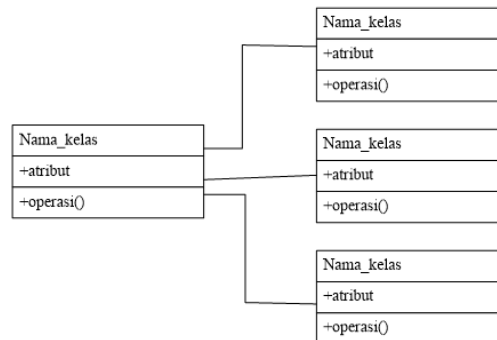 Nama_kelas
+atribut
+operasi()
Nama_kelas
+atribut
+operasi()
Nama_kelas
+atribut
+operasi()
Nama_kelas
+atribut
+operasi()